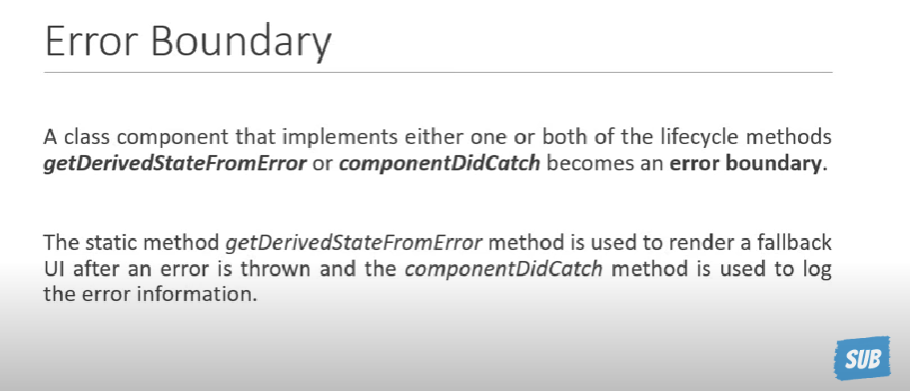 Error Boundary
A class component that implements either one or both of the lifecycle methods
getDerivedStateFromError or componentDidCatch becomes an error boundary.
The static method getDerivedStateFromError method is used to render a fallback
UI after an error is thrown and the componentDidCatch method is used to log
the error information.
SUB